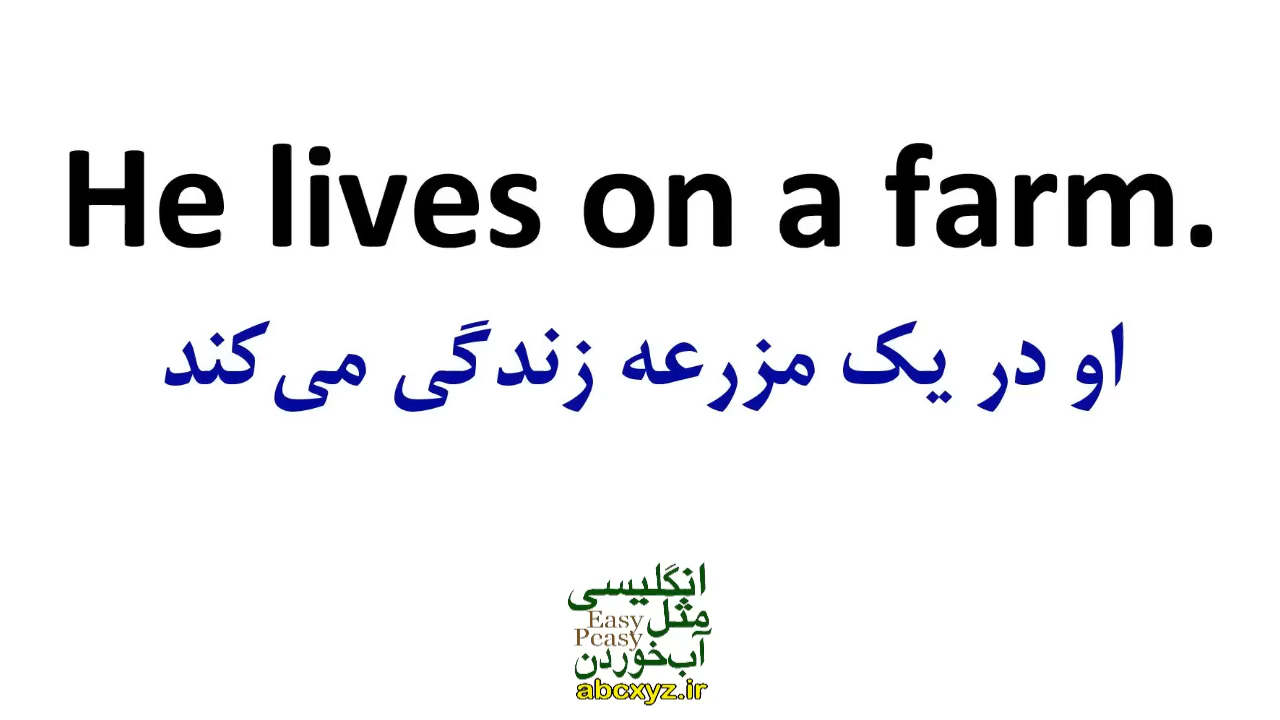 He lives on a farm.
او در یک مزرعه زندگی می‌کند
انگلیسی
مثل
Easy
Peasy
آب‌خوردن
abcxyz.ir